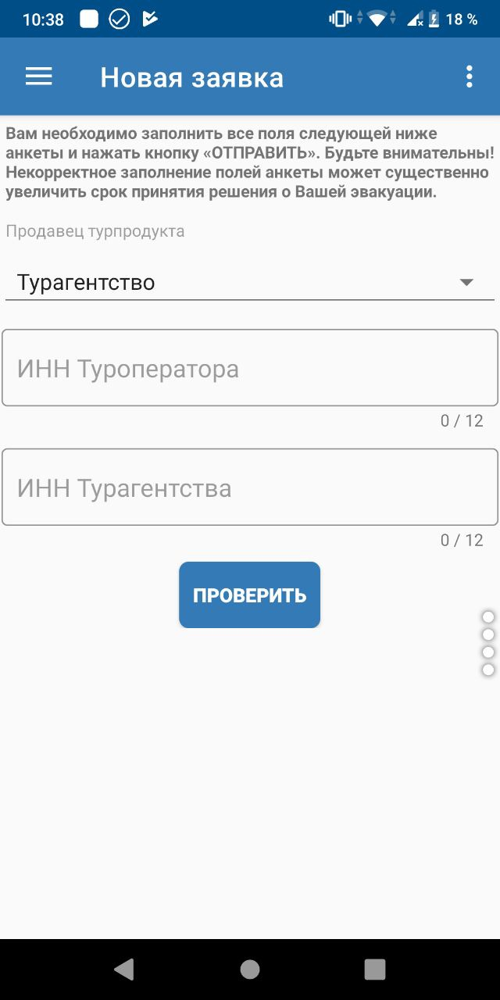 10:38
18 %
Новая заявка
Вам необходимо заполнить все поля следующей ниже
анкеты и нажать кнопку «ОТПРАВИТЬ». Будьте внимательны!
Некорректное заполнение полей анкеты может существенно
увеличить срок принятия решения о Вашей эвакуации.
Продавец турпродукта
Турагентство
ИНН Туроператора
0 / 12
ИНН Турагентства
0 / 12
ПРОВЕРИТЬ